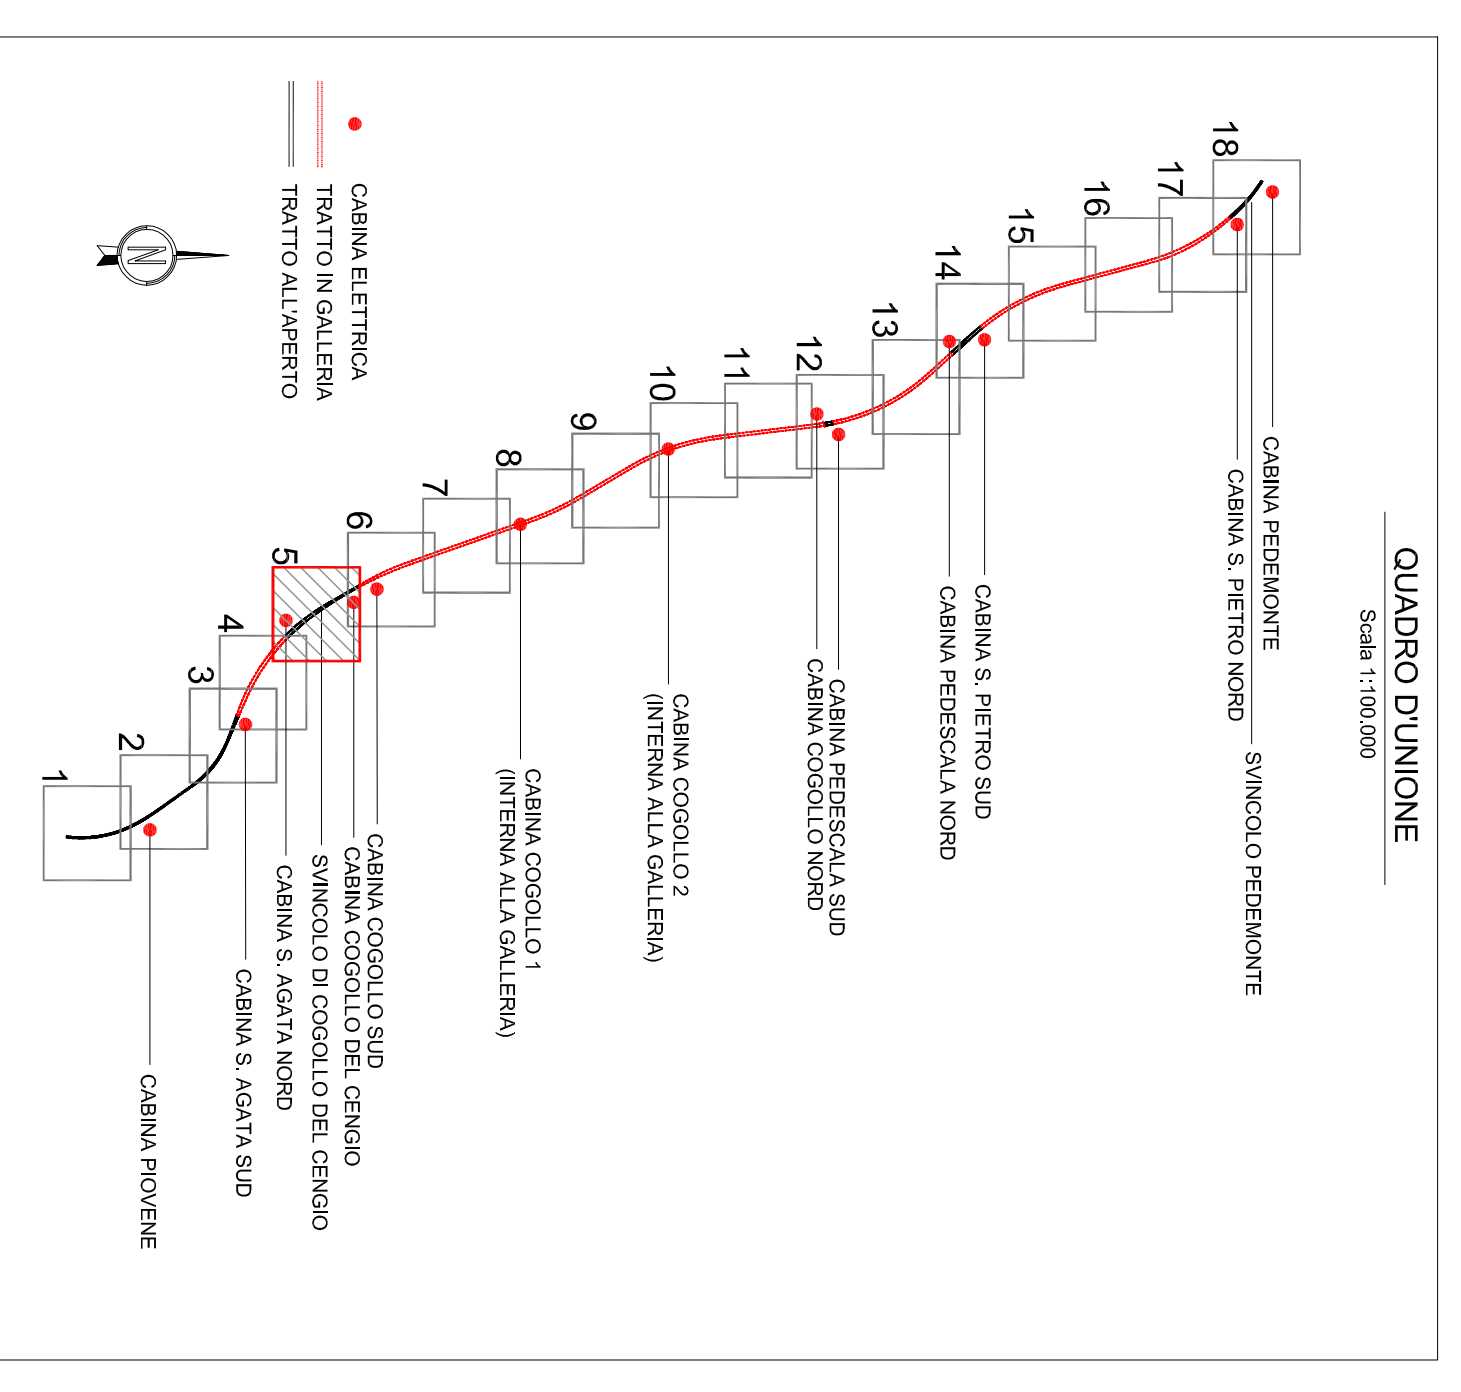 QUADRO D'UNIONE
Scala 1:100.000
18
17
16
15
14
13
12
11
10
9
8
7
6
5
4
3
2
1
CABINA PEDEMONTE
SVINCOLO PEDEMONTE
CABINA S. PIETRO NORD
CABINA S. PIETRO SUD
CABINA PEDESCALA NORD
CABINA PEDESCALA SUD
CABINA COGOLLO NORD
CABINA COGOLLO 2
(INTERNA ALLA GALLERIA)
CABINA COGOLLO 1
(INTERNA ALLA GALLERIA)
CABINA COGOLLO SUD
CABINA COGOLLO DEL CENGIO
SVINCOLO DI COGOLLO DEL CENGIO
CABINA S. AGATA NORD
CABINA S. AGATA SUD
CABINA PIOVENE
CABINA ELETTRICA
TRATTO IN GALLERIA
TRATTO ALL'APERTO
N